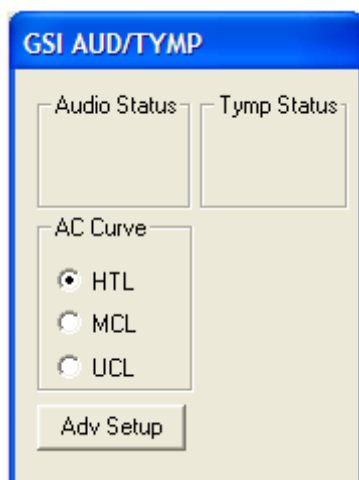 GSI AUD/TYMP
Audio Status Tymp Status
AC Curve
HTL
MCL
UCL
Adv Setup